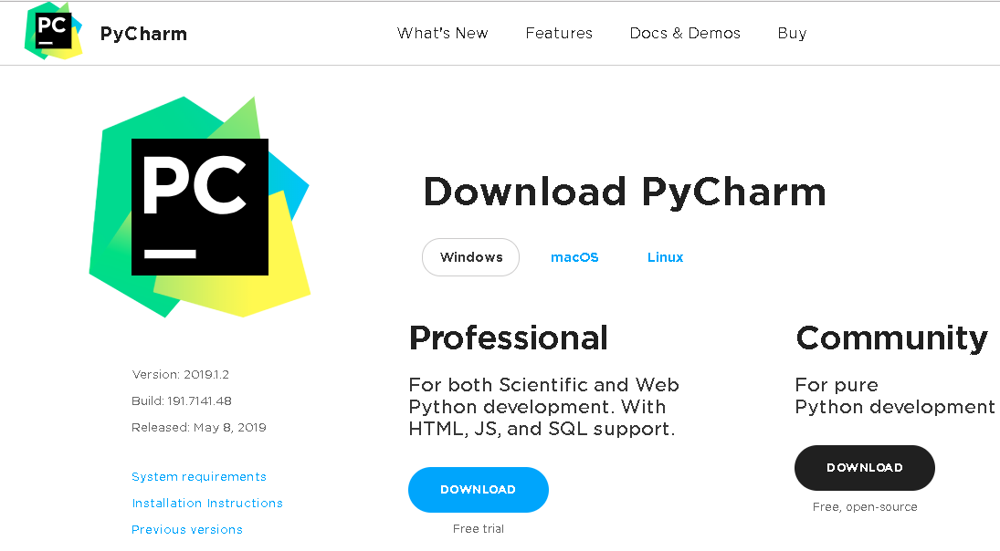 PC
PyCharm
What's New
Features
Docs & Demos
Buy
PC
Download PyCharm
Windows
macOS
Linux
Version: 2019.1.2
Build: 191.7141.48
Released: May 8, 2019
System requirements
Installation Instructions
Previous versions
Professional
For both Scientific and Web
Python development. With
HTML, JS, and SQL support.
DOWNLOAD
Free trial
Community
For pure
Python development
DOWNLOAD
Free, open-source